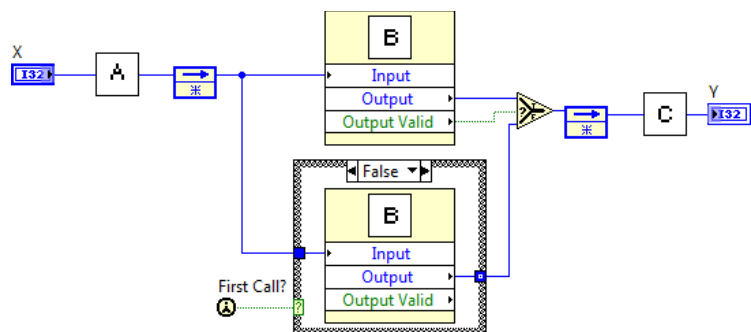 B
X
I32
A
Input
Output
Output Valid
?
T
F
Y
C
I32
False
B
Input
Output
Output Valid
First Call?
i
?